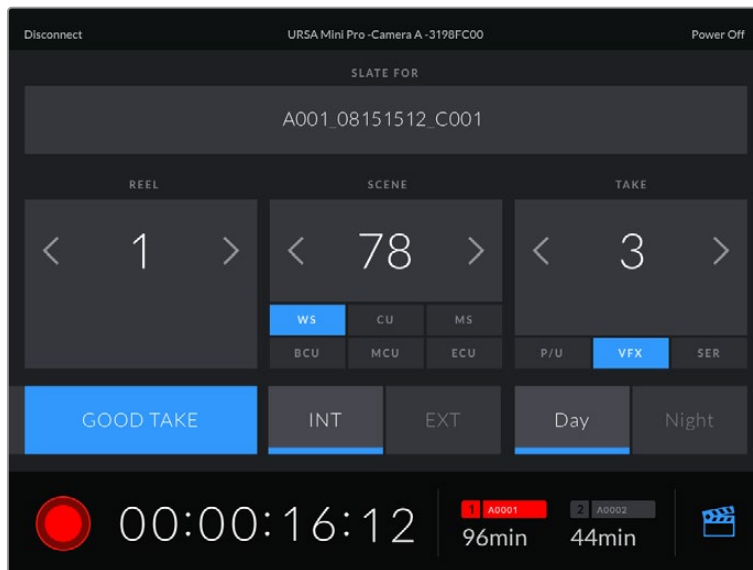 Disconnect URSA Mini Pro -Camera A -3198FC00 Power Off
SLATE FOR
A001_08151512_C001
REEL SCENE TAKE
< 1 > < 78 > < 3 >
WS CU MS
BCU MCU ECU P/U VFX SER
GOOD TAKE INT EXT Day Night
00:00:16:12 1 A0001 2 A0002
96min 44min